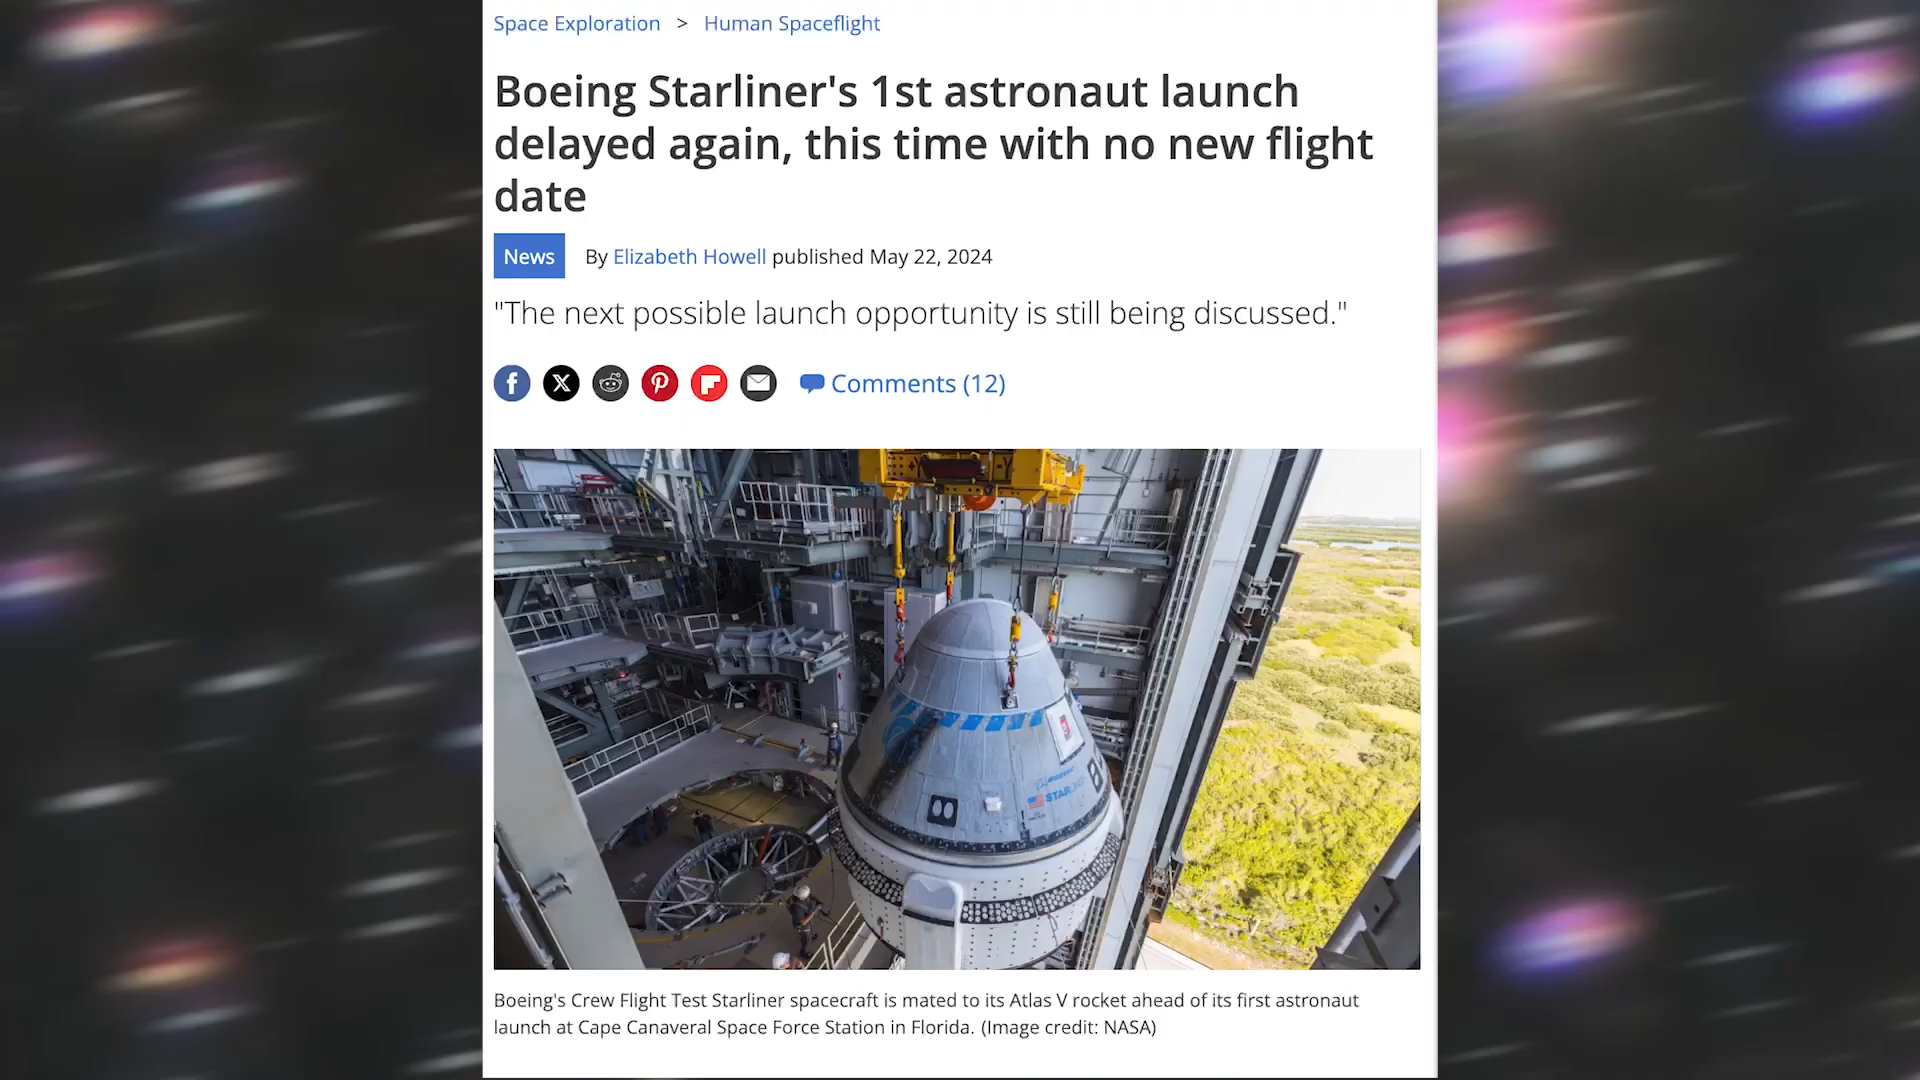 Space Exploration > Human Spaceflight
Boeing Starliner's 1st astronaut launch
delayed again, this time with no new flight
date
News By Elizabeth Howell published May 22, 2024
"The next possible launch opportunity is still being discussed."
Comments (12)
BOEING
STARL
Boeing's Crew Flight Test Starliner spacecraft is mated to its Atlas V rocket ahead of its first astronaut
launch at Cape Canaveral Space Force Station in Florida. (Image credit: NASA)